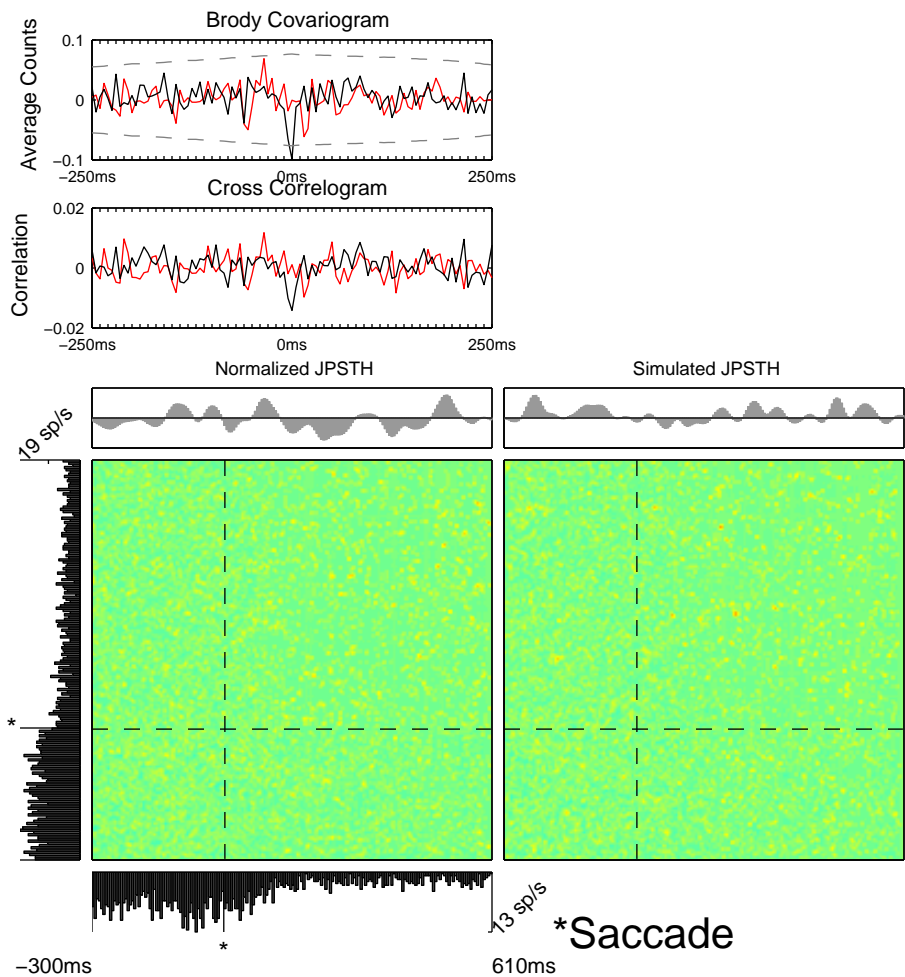 Brody Covariogram
Average Counts
0.1
0
−0.1
−250ms 0ms 250ms
Cross Correlogram
Correlation
0.02
0
−0.02
−250ms 0ms 250ms
Normalized JPSTH
Simulated JPSTH
19 sp/s
*
*
13 sp/s
*Saccade
−300ms 610ms